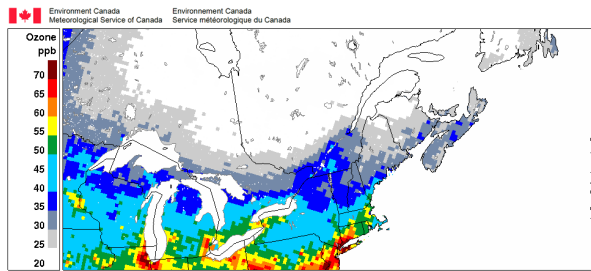 Environment Canada
Environnement Canada
Meteorological Service of Canada
Service météorologique du Canada
Ozone
ppb
70
65
60
55
50
45
40
35
30
25
20